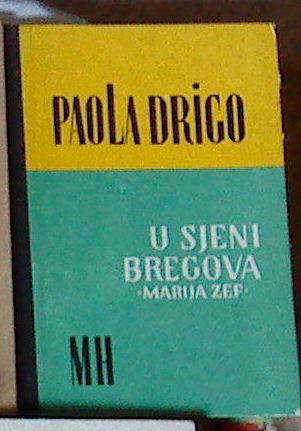 PAOLA DRIGO
U SJENI
BREGOVA
·MARIJA ZEF·
MH